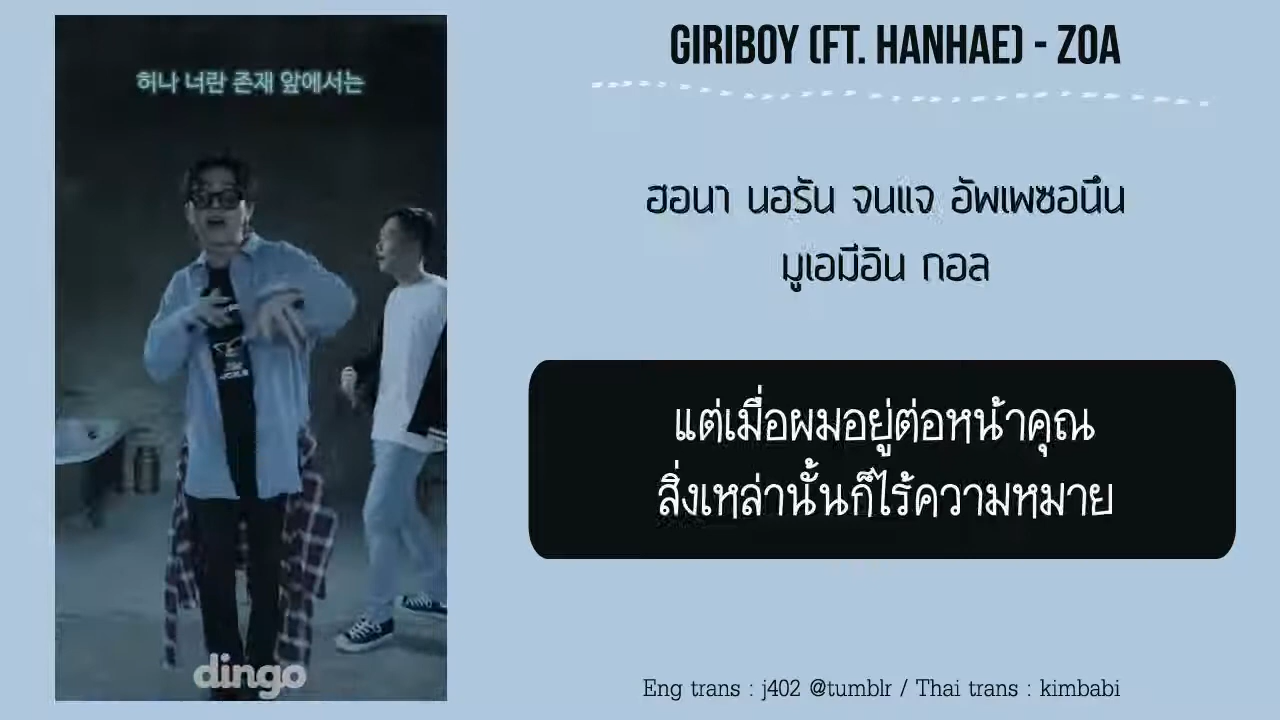 허나 너란 존재 앞에서는
dingo
GIRIBOY (FT. HANHAE) - ZOA
ฮอนา นอรัน จนแจ อัพเพซอนึน
มูเอมีอิน กอล
แต่เมื่อผมอยู่ต่อหน้าคุณ
สิ่งเหล่านั้นก็ไร้ความหมาย
Eng trans : j402 @tumblr / Thai trans : kimbabi